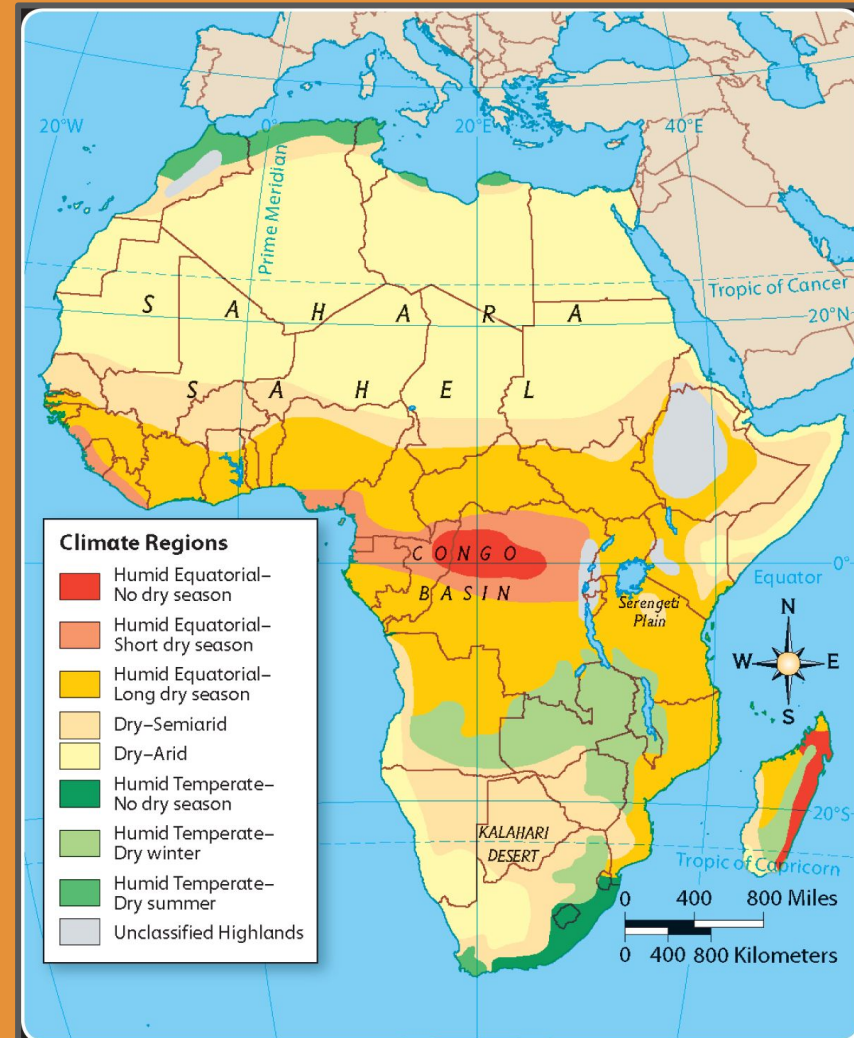 20°W
0°
20°E
40°E
Prime Meridian
Tropic of Cancer
20°N
S A H A R A
S A H E L
Climate Regions
Humid Equatorial–
No dry season
Humid Equatorial–
Short dry season
Humid Equatorial–
Long dry season
Dry–Semiarid
Dry–Arid
Humid Temperate–
No dry season
Humid Temperate–
Dry winter
Humid Temperate–
Dry summer
Unclassified Highlands
CONGO
BASIN
Equator
0°
Serengeti
Plain
N
W E
S
20°S
KALAHARI
DESERT
Tropic of Capricorn
0 400 800 Miles
0 400 800 Kilometers